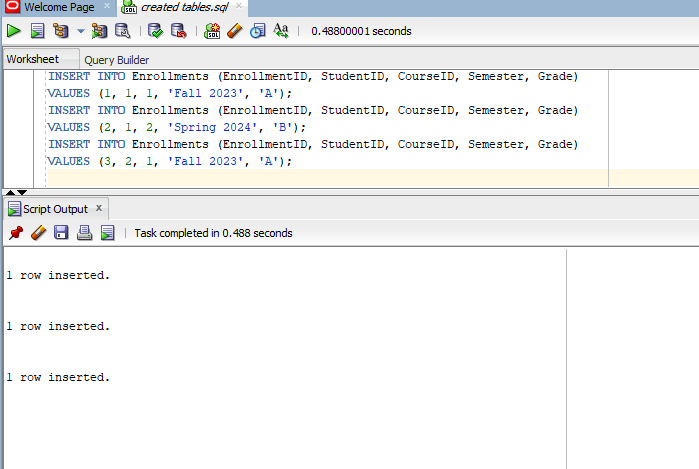 Welcome Page
created tables.sql
0.48800001 seconds
Worksheet
Query Builder
INSERT INTO Enrollments (EnrollmentID, StudentID, CourseID, Semester, Grade)
VALUES (1, 1, 1, 'Fall 2023', 'A');
INSERT INTO Enrollments (EnrollmentID, StudentID, CourseID, Semester, Grade)
VALUES (2, 1, 2, 'Spring 2024', 'B');
INSERT INTO Enrollments (EnrollmentID, StudentID, CourseID, Semester, Grade)
VALUES (3, 2, 1, 'Fall 2023', 'A');
Script Output x
Task completed in 0.488 seconds
1 row inserted.
1 row inserted.
1 row inserted.